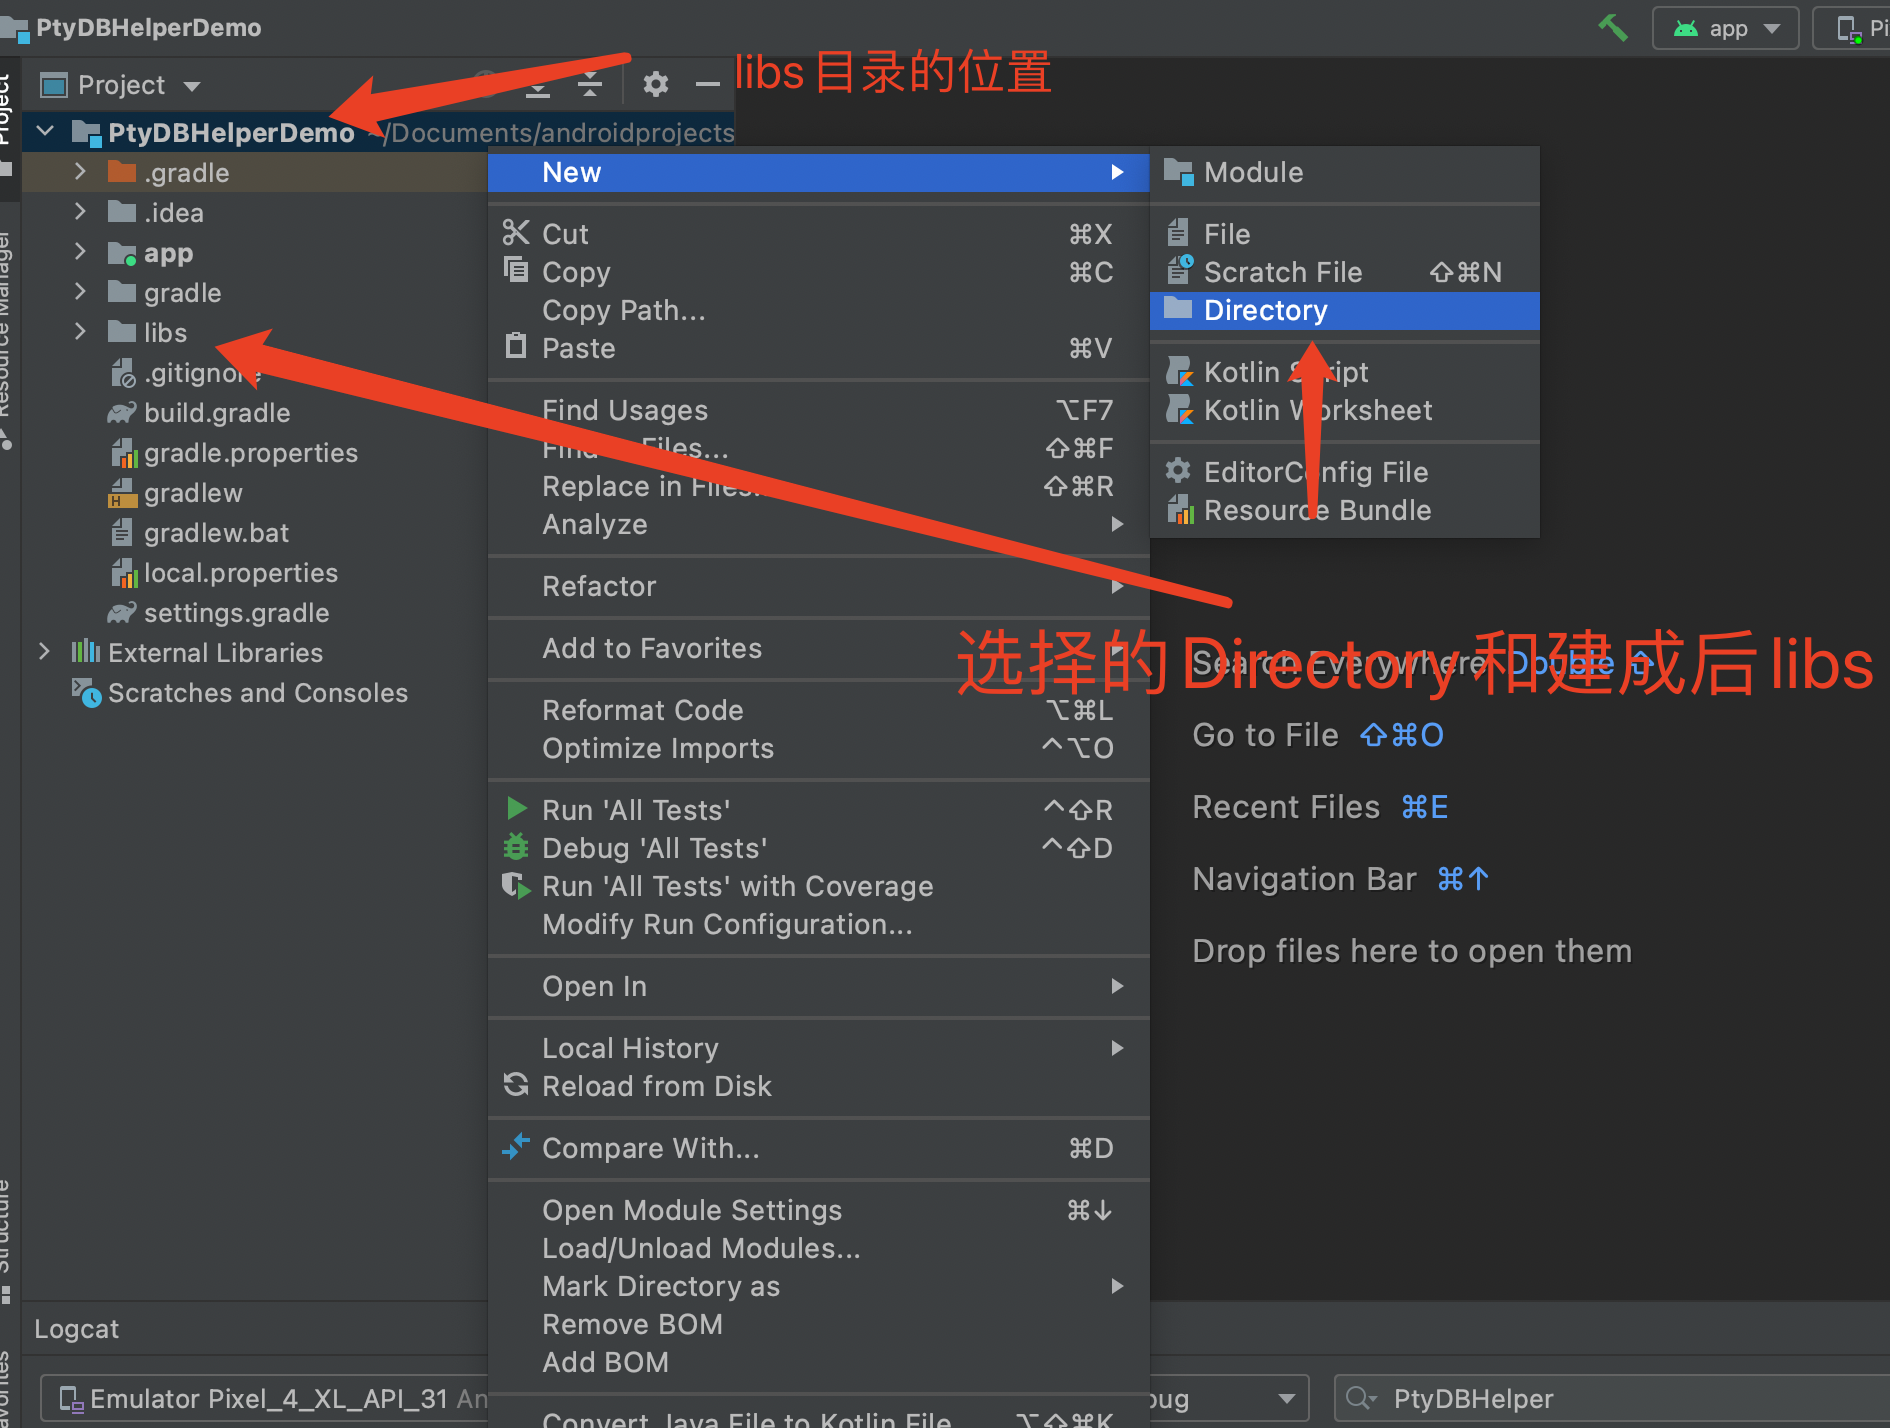 PtyDBHelperDemo
app
Project
libs目录的位置
PtyDBHelperDemo ~/Documents/androidprojects
.gradle
.idea
app
gradle
libs
.gitignore
build.gradle
gradle.properties
gradlew
gradlew.bat
local.properties
settings.gradle
External Libraries
Scratches and Consoles
New
Cut ⌘X
Copy ⌘C
Copy Path...
Paste ⌘V
Find Usages ⌥F7
Find in Files... ⇧⌘F
Replace in Files... ⇧⌘R
Analyze
Refactor
Add to Favorites
Reformat Code ⌥⌘L
Optimize Imports ^⌥O
Run 'All Tests' ^⇧R
Debug 'All Tests' ^⇧D
Run 'All Tests' with Coverage
Modify Run Configuration...
Open In
Local History
Reload from Disk
Compare With... ⌘D
Open Module Settings ⌘↓
Load/Unload Modules...
Mark Directory as
Remove BOM
Add BOM
Convert Java File to Kotlin File ⌥⇧⌘K
Module
File
Scratch File ⇧⌘N
Directory
Kotlin Script
Kotlin Worksheet
EditorConfig File
Resource Bundle
选择的Directory和建成后libs
Search Everywhere Double ⇧
Go to File ⇧⌘O
Recent Files ⌘E
Navigation Bar ⌘↑
Drop files here to open them
Project
Resource Manager
Structure
Logcat
Emulator Pixel_4_XL_API_31 An
PtyDBHelper